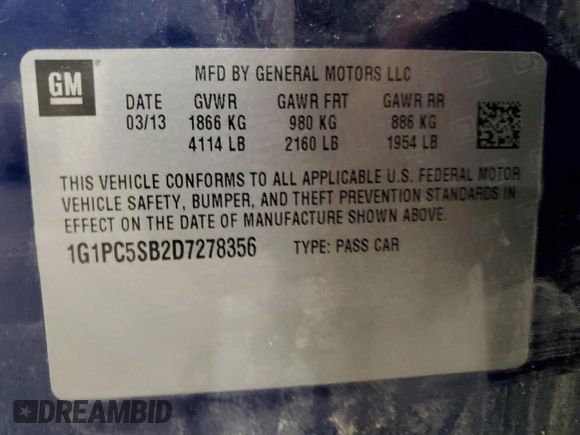 GM
MFD BY GENERAL MOTORS LLC
DATE GVWR GAWR FRT GAWR RR
03/13 1866 KG 980 KG 886 KG
4114 LB 2160 LB 1954 LB
THIS VEHICLE CONFORMS TO ALL APPLICABLE U.S. FEDERAL MOTOR
VEHICLE SAFETY, BUMPER, AND THEFT PREVENTION STANDARDS IN
EFFECT ON THE DATE OF MANUFACTURE SHOWN ABOVE.
1G1PC5SB2D7278356 TYPE: PASS CAR
DREAMBID